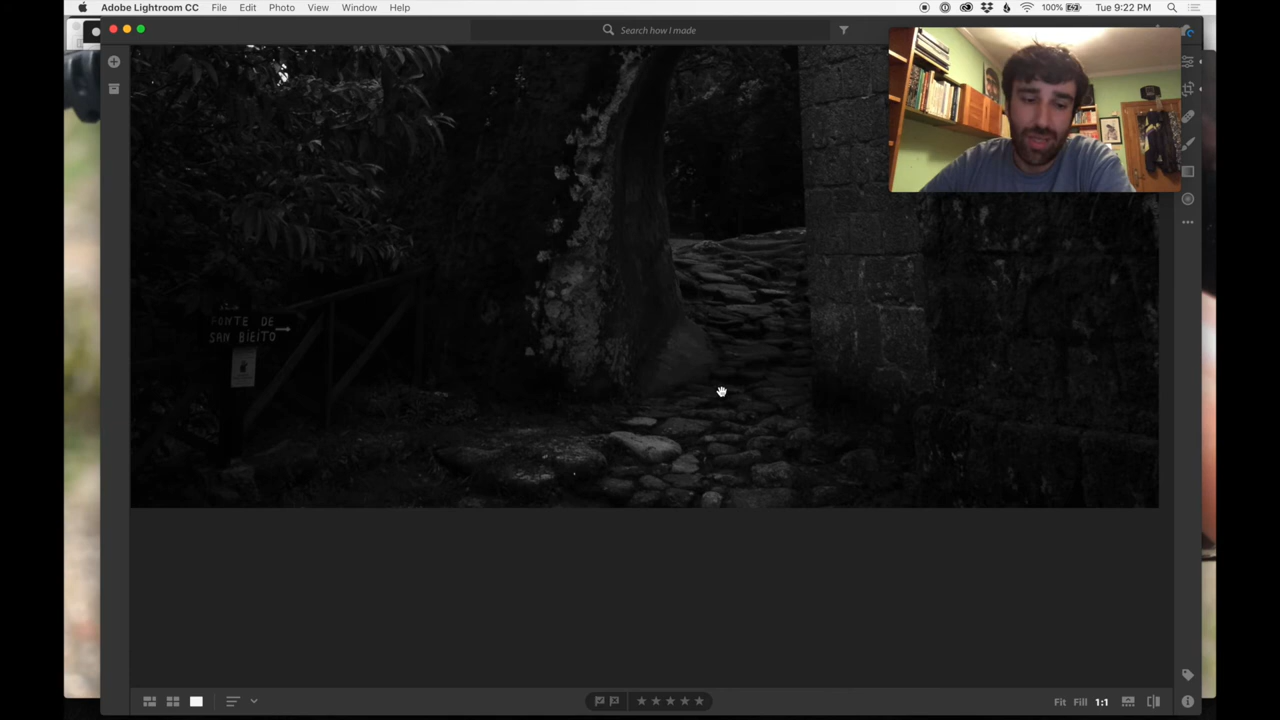 Adobe Lightroom CC File Edit Photo View Window Help
100% Tue 9:22 PM
Search how I made
FONTE DE
SAN BIEITO
Fit Fill 1:1